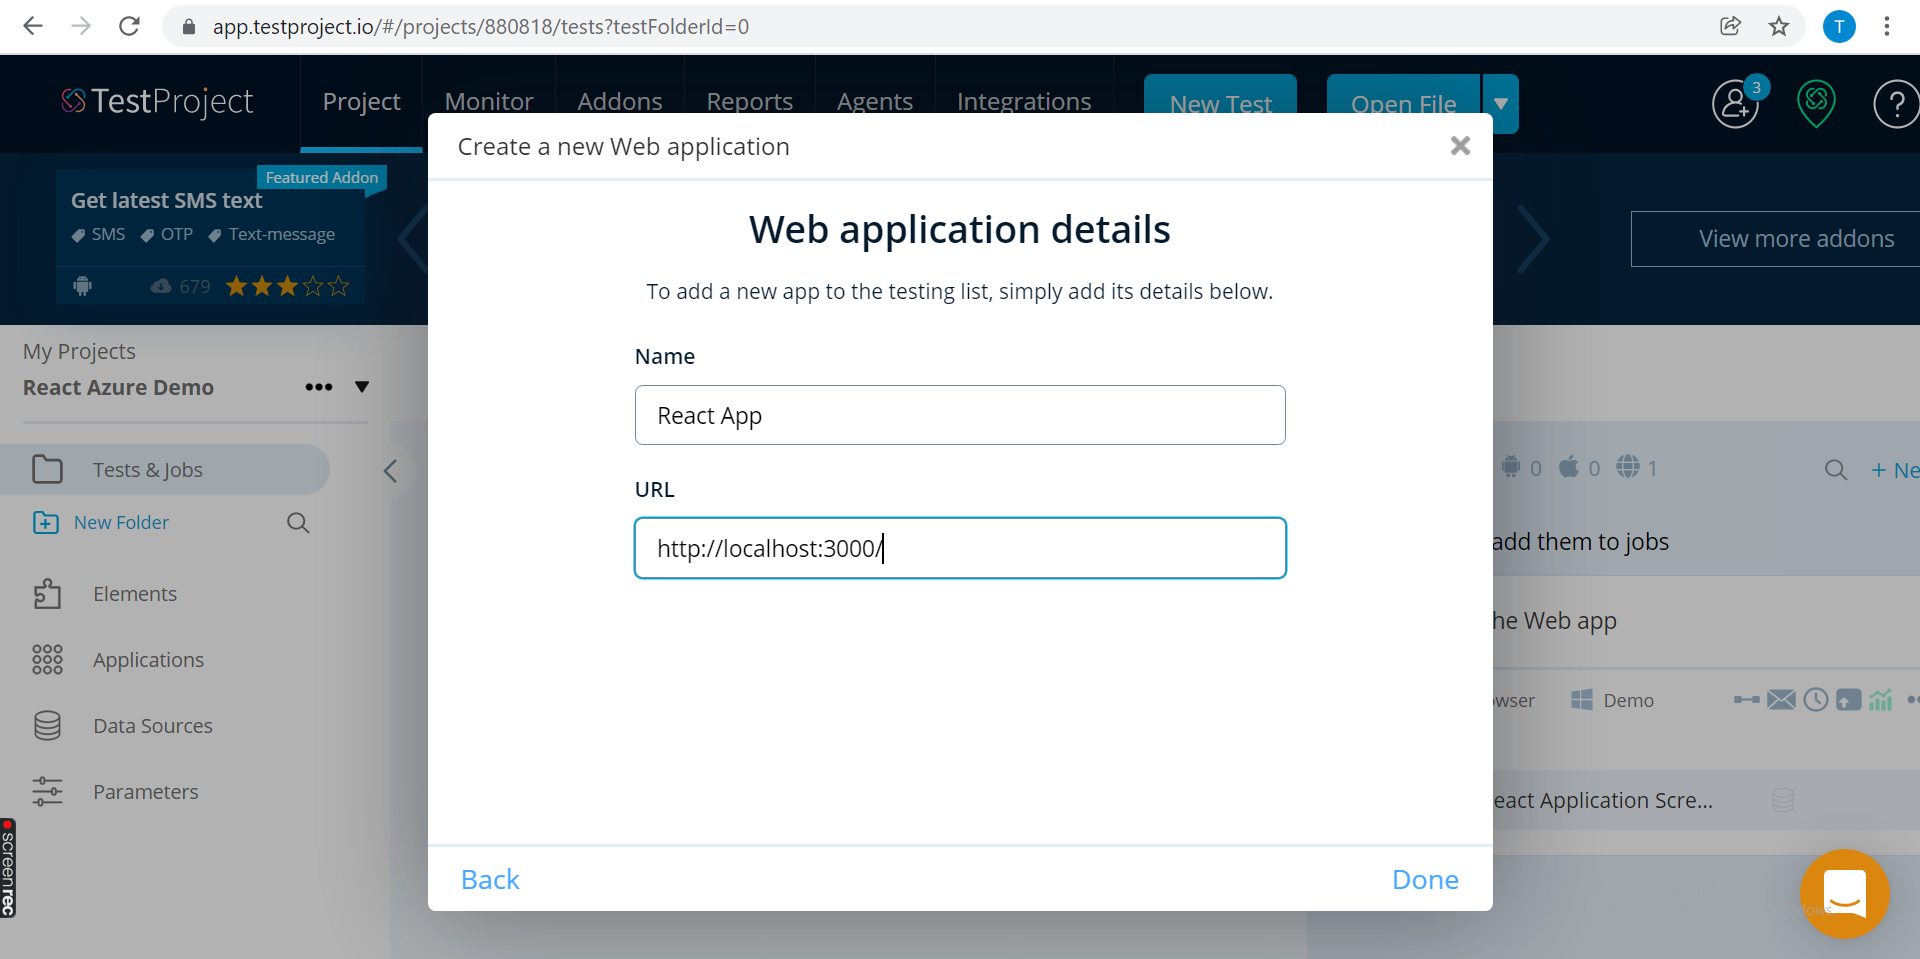 app.testproject.io/#/projects/880818/tests?testFolderId=0
T
TestProject
Project
Monitor
Addons
Reports
Agents
Integrations
New Test
Open File
3
?
Create a new Web application
Featured Addon
Get latest SMS text
SMS
OTP
Text-message
679
View more addons
Web application details
To add a new app to the testing list, simply add its details below.
Name
React App
URL
http://localhost:3000/
Back
Done
My Projects
React Azure Demo
Tests & Jobs
New Folder
Elements
Applications
Data Sources
Parameters
0
0
1
+ Ne
add them to jobs
he Web app
wser
Demo
eact Application Scre...
screenrec
Windows